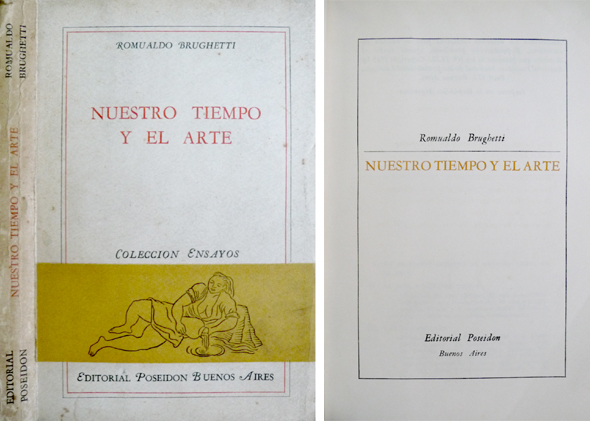 ROMUALDO BRUGHETTI
NUESTRO TIEMPO Y EL ARTE
EDITORIAL POSEIDON
ROMUALDO BRUGHETTI
NUESTRO TIEMPO
Y EL ARTE
COLECCION ENSAYOS
EDITORIAL POSEIDON BUENOS AIRES
Romualdo Brughetti
NUESTRO TIEMPO Y EL ARTE
Editorial Poseidon
Buenos Aires